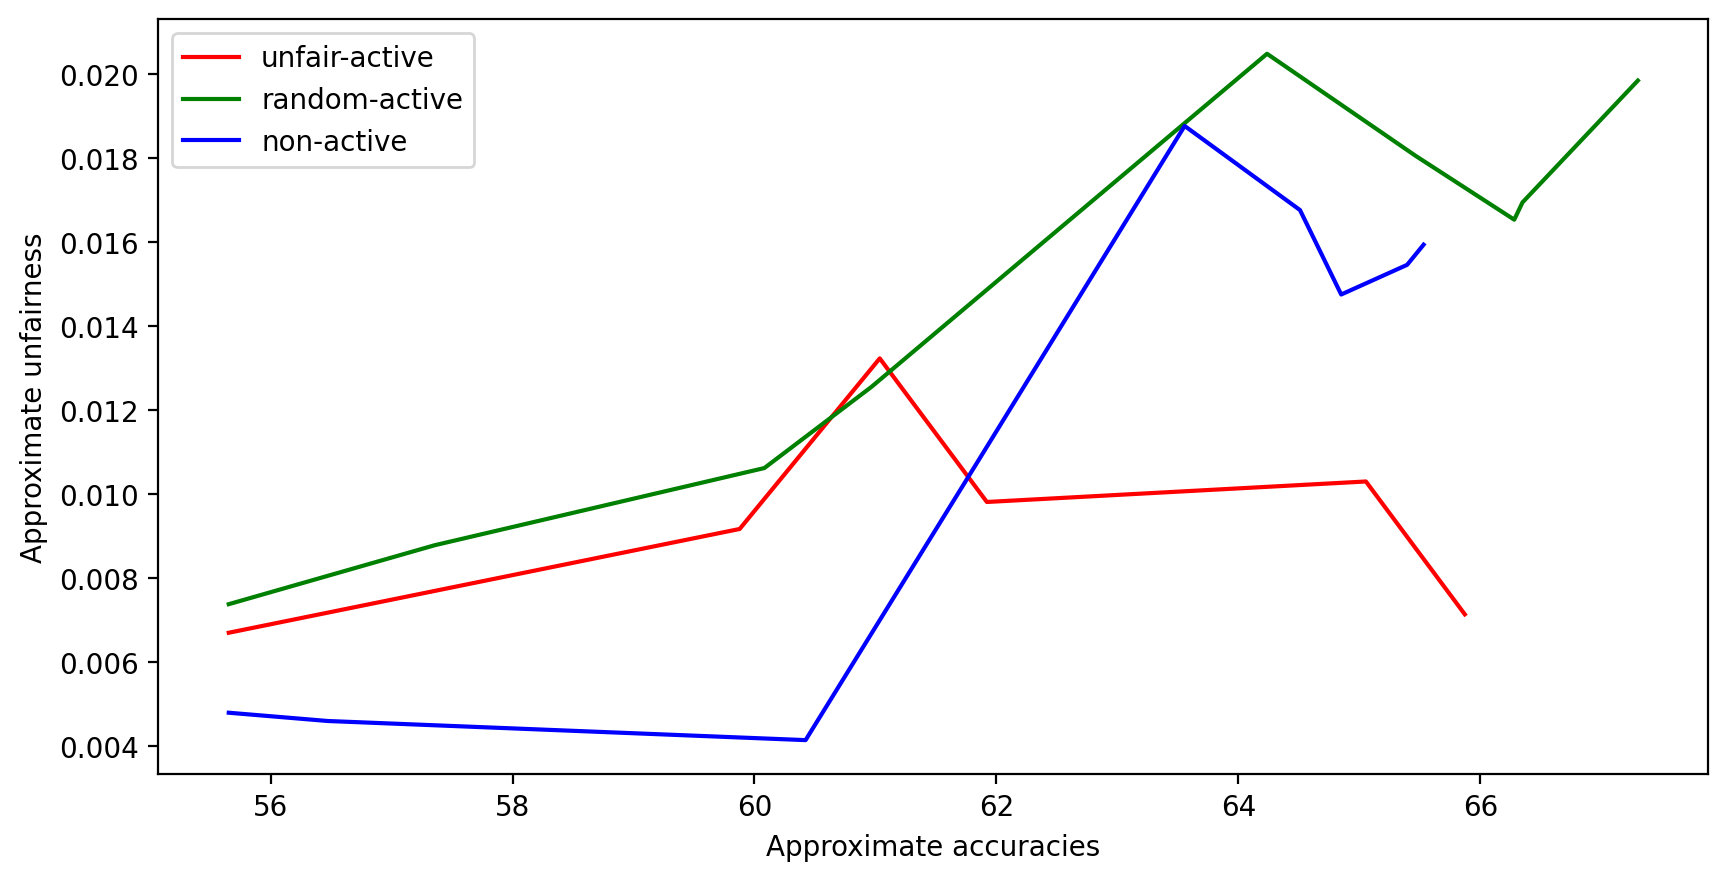 unfair-active
random-active
non-active
0.020
0.018
0.016
0.014
0.012
0.010
0.008
0.006
0.004
Approximate unfairness
56 58 60 62 64 66
Approximate accuracies